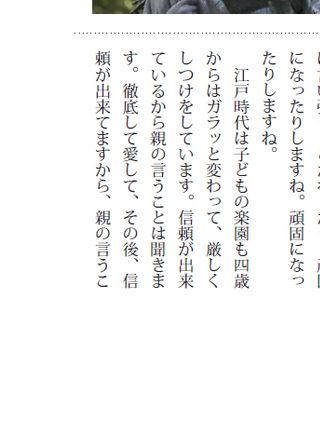 になったりしますね。頑固になっ
たりしますね。
江戸時代は子どもの楽園も四歳
からはガラッと変わって、厳しく
しつけをしています。信頼が出来
ているから親の言うことは聞きま
す。徹底して愛して、その後、信
頼が出来てますから、親の言うこ